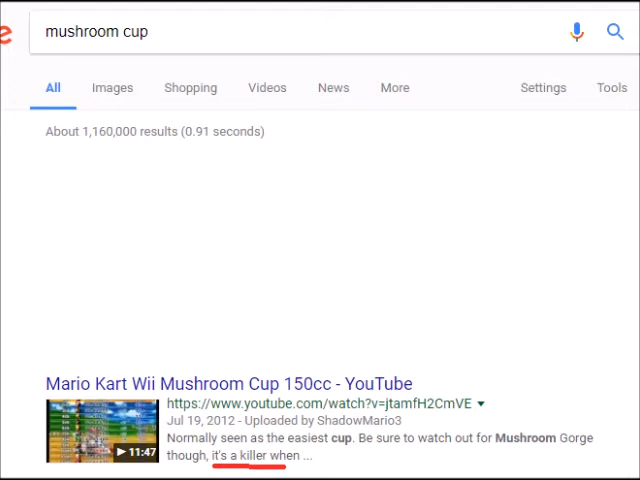 e
mushroom cup
All Images Shopping Videos News More Settings Tools
About 1,160,000 results (0.91 seconds)
Mario Kart Wii Mushroom Cup 150cc - YouTube
https://www.youtube.com/watch?v=jtamfH2CmVE
Jul 19, 2012 - Uploaded by ShadowMario3
Normally seen as the easiest cup. Be sure to watch out for Mushroom Gorge
though, it's a killer when ...
11:47